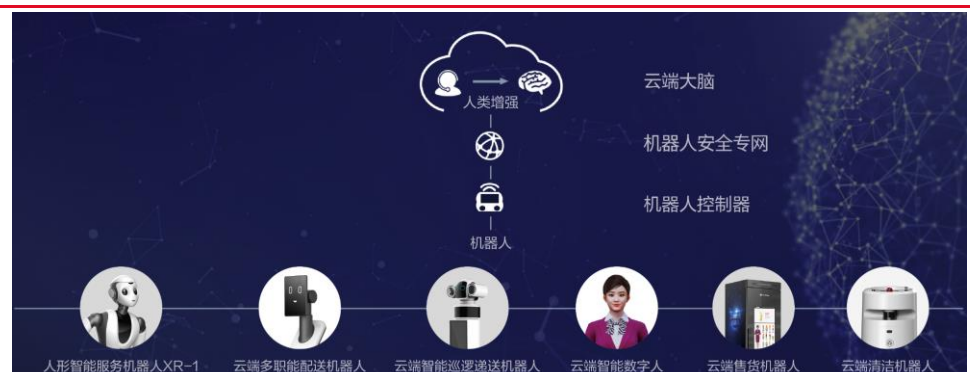 人类增强
云端大脑
机器人安全专网
机器人控制器
机器人
人形智能服务机器人XR-1
云端多职能配送机器人
云端智能巡逻递送机器人
云端智能数字人
云端售货机器人
云端清洁机器人